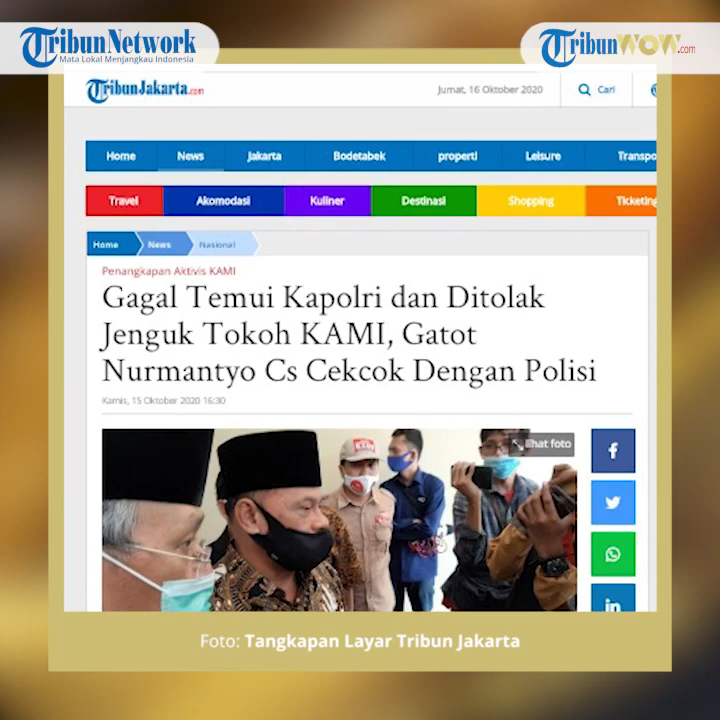 TribunNetwork
Mata Lokal Menjangkau Indonesia
TribunWOW.com
TribunJakarta.com
Jumat, 16 Oktober 2020
Cari
Home News Jakarta Bodetabek properti Leisure Transpo
Travel Akomodasi Kuliner Destinasi Shopping Ticketing
Home News Nasional
Penangkapan Aktivis KAMI
Gagal Temui Kapolri dan Ditolak
Jenguk Tokoh KAMI, Gatot
Nurmantyo Cs Cekcok Dengan Polisi
Kamis, 15 Oktober 2020 16:30
lihat foto
Foto: Tangkapan Layar Tribun Jakarta